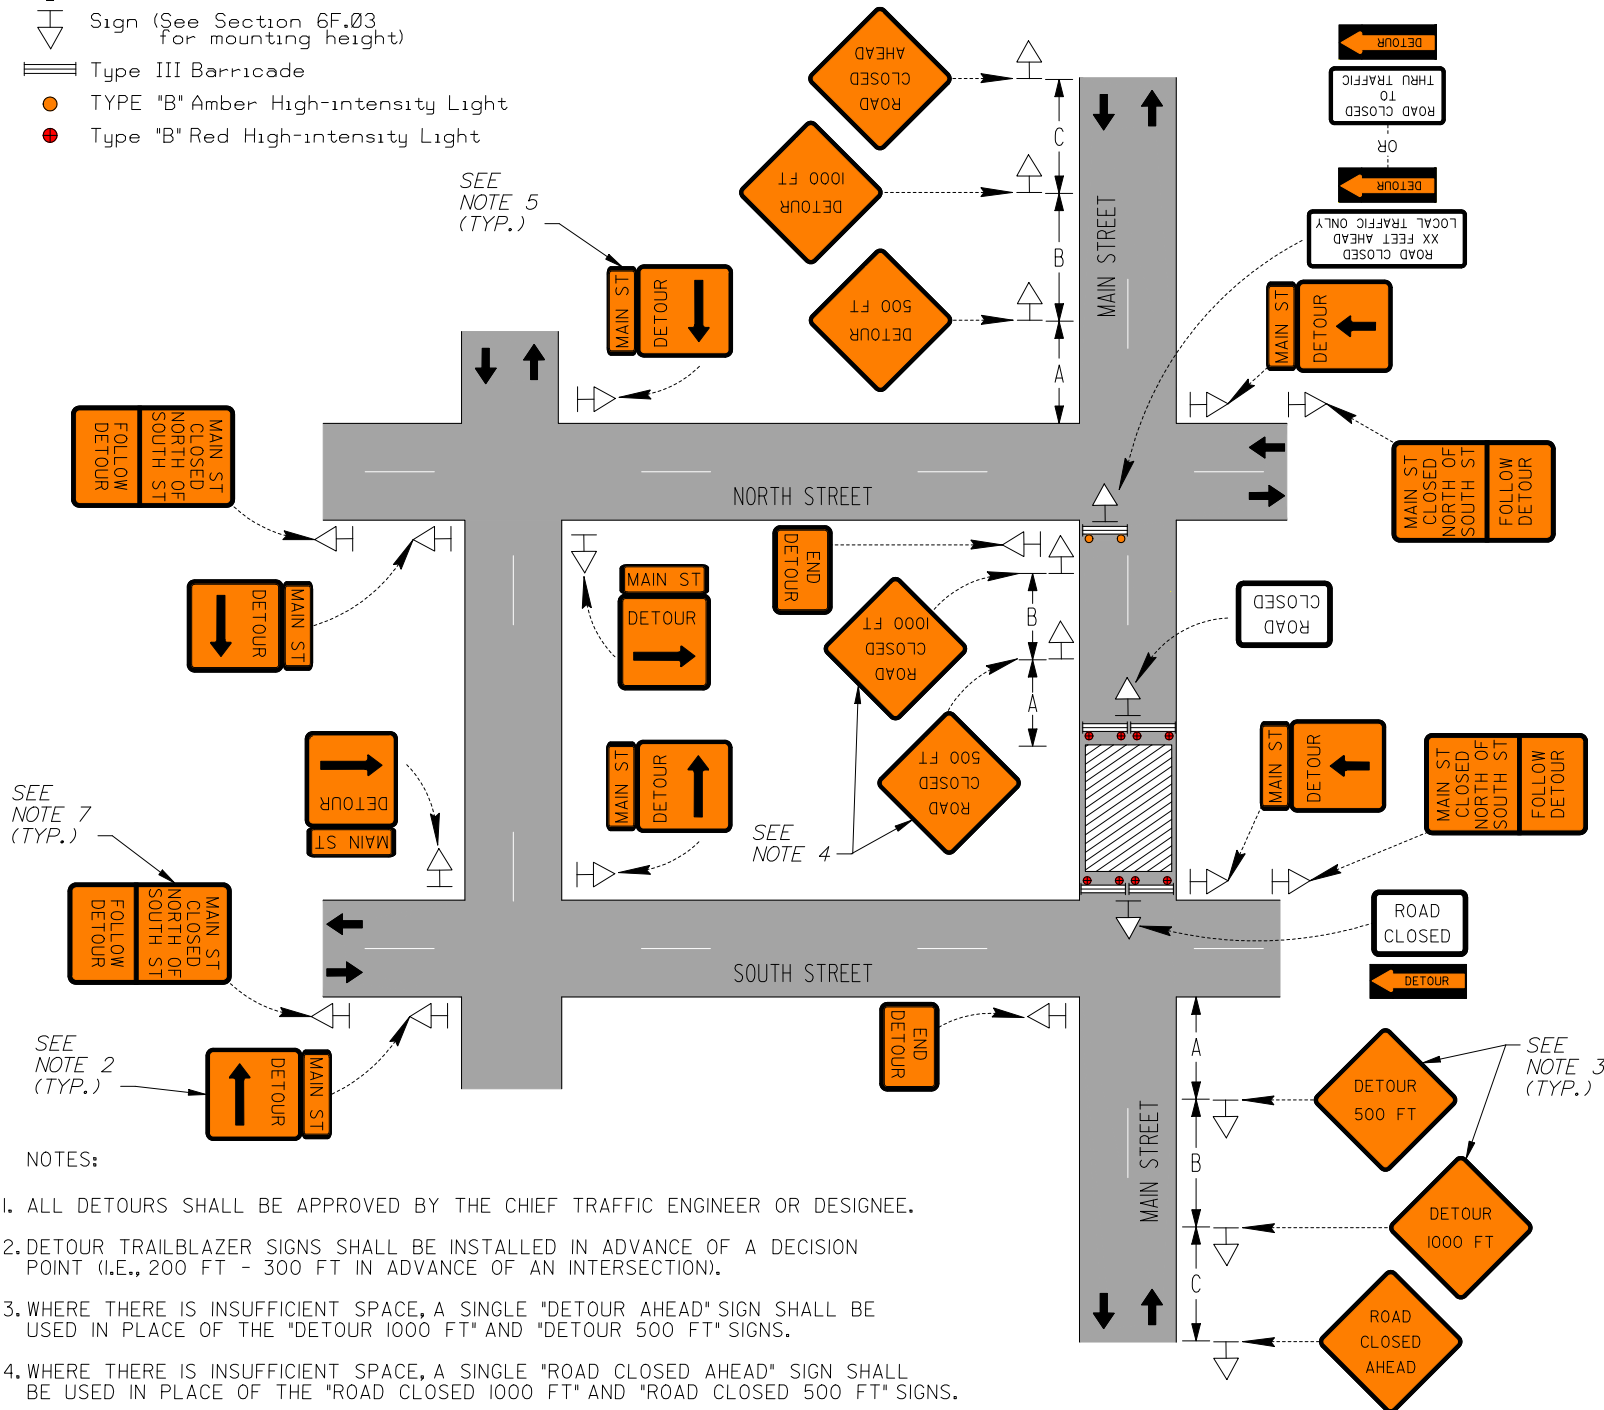 Sign (See Section 6F.03
for mounting height)
Type III Barricade
TYPE "B" Amber High-intensity Light
Type "B" Red High-intensity Light
SEE
NOTE 5
(TYP.)
ROAD
CLOSED
AHEAD
DETOUR
1000 FT
DETOUR
500 FT
C
B
A
MAIN STREET
DETOUR
ROAD CLOSED
TO
THRU TRAFFIC
OR
DETOUR
ROAD CLOSED
XX FEET AHEAD
LOCAL TRAFFIC ONLY
MAIN ST
DETOUR
MAIN ST
DETOUR
MAIN ST
CLOSED
NORTH OF
SOUTH ST
FOLLOW
DETOUR
MAIN ST
CLOSED
NORTH OF
SOUTH ST
FOLLOW
DETOUR
NORTH STREET
MAIN ST
DETOUR
MAIN ST
DETOUR
END
DETOUR
ROAD
CLOSED
1000 FT
ROAD
CLOSED
500 FT
B
A
ROAD
CLOSED
SEE
NOTE 4
MAIN ST
DETOUR
MAIN ST
DETOUR
MAIN ST
DETOUR
MAIN ST
CLOSED
NORTH OF
SOUTH ST
FOLLOW
DETOUR
SEE
NOTE 7
(TYP.)
MAIN ST
CLOSED
NORTH OF
SOUTH ST
FOLLOW
DETOUR
ROAD
CLOSED
DETOUR
SOUTH STREET
END
DETOUR
SEE
NOTE 2
(TYP.)
MAIN ST
DETOUR
A
B
C
MAIN STREET
DETOUR
500 FT
DETOUR
1000 FT
ROAD
CLOSED
AHEAD
SEE
NOTE 3
(TYP.)
NOTES:
1. ALL DETOURS SHALL BE APPROVED BY THE CHIEF TRAFFIC ENGINEER OR DESIGNEE.
2. DETOUR TRAILBLAZER SIGNS SHALL BE INSTALLED IN ADVANCE OF A DECISION
POINT (I.E., 200 FT - 300 FT IN ADVANCE OF AN INTERSECTION).
3. WHERE THERE IS INSUFFICIENT SPACE, A SINGLE "DETOUR AHEAD" SIGN SHALL BE
USED IN PLACE OF THE "DETOUR 1000 FT" AND "DETOUR 500 FT" SIGNS.
4. WHERE THERE IS INSUFFICIENT SPACE, A SINGLE "ROAD CLOSED AHEAD" SIGN SHALL
BE USED IN PLACE OF THE "ROAD CLOSED 1000 FT" AND "ROAD CLOSED 500 FT" SIGNS.